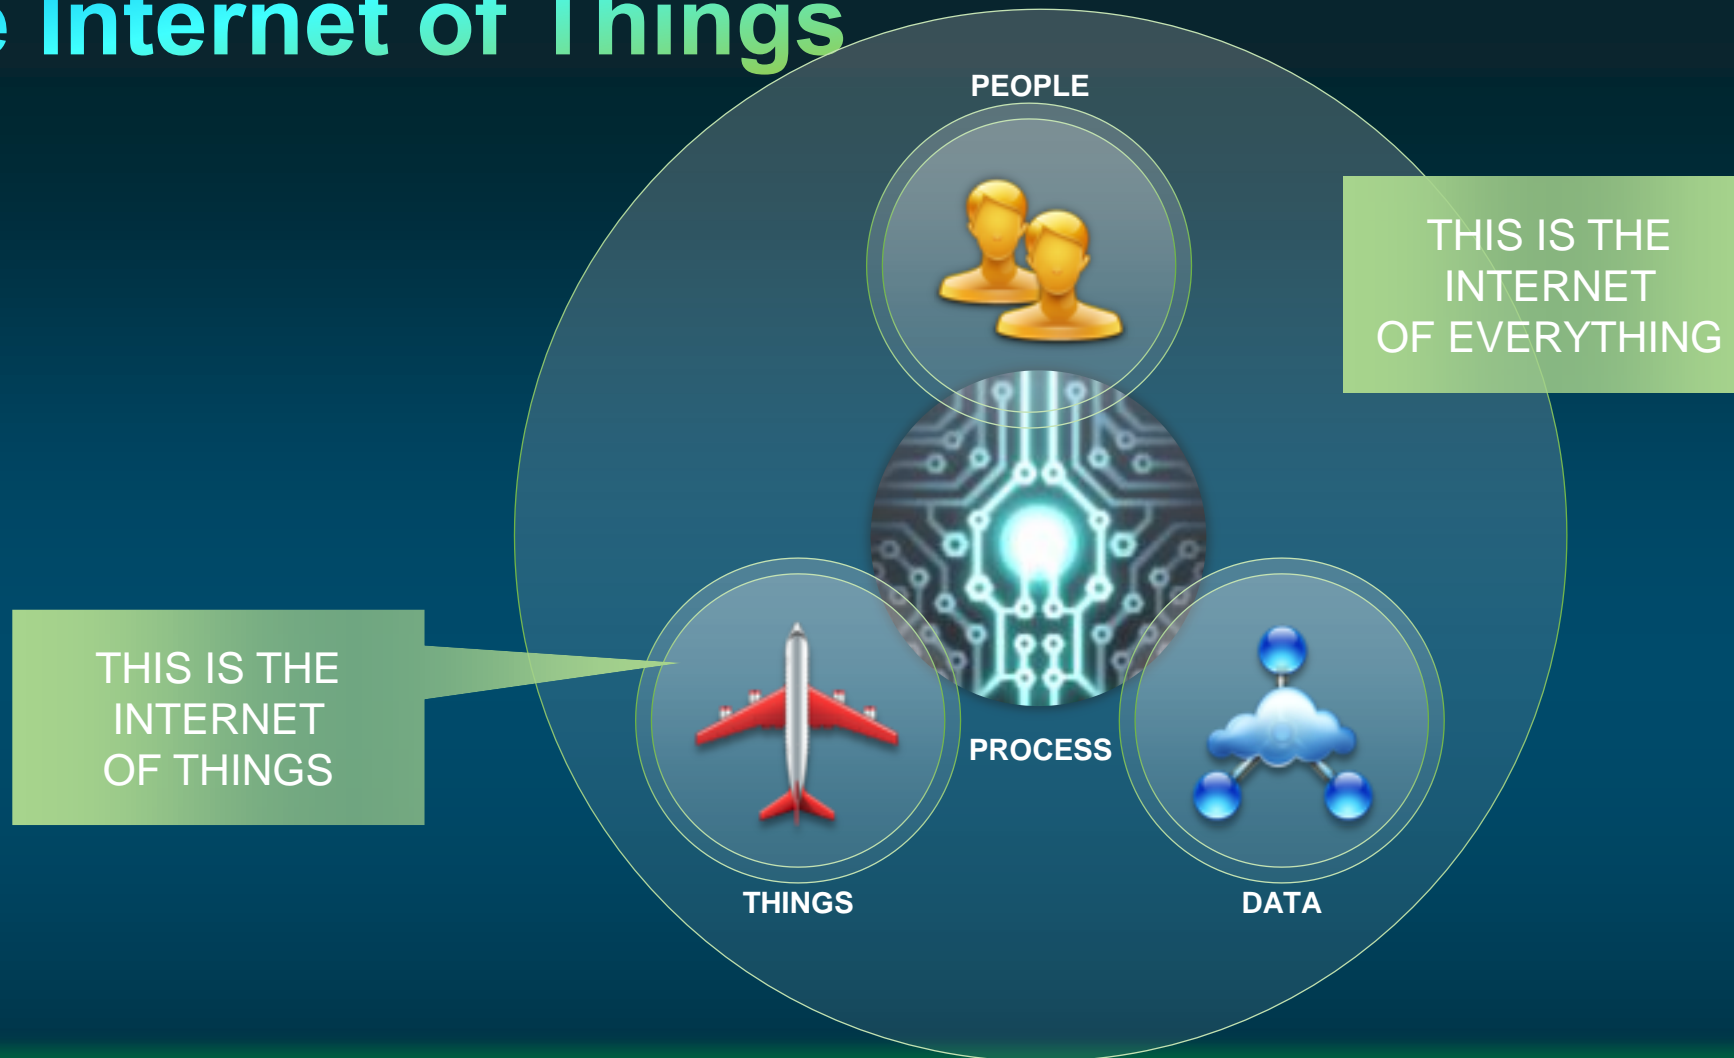 e Internet of Things
PEOPLE
THIS IS THE
INTERNET
OF EVERYTHING
THIS IS THE
INTERNET
OF THINGS
PROCESS
THINGS
DATA